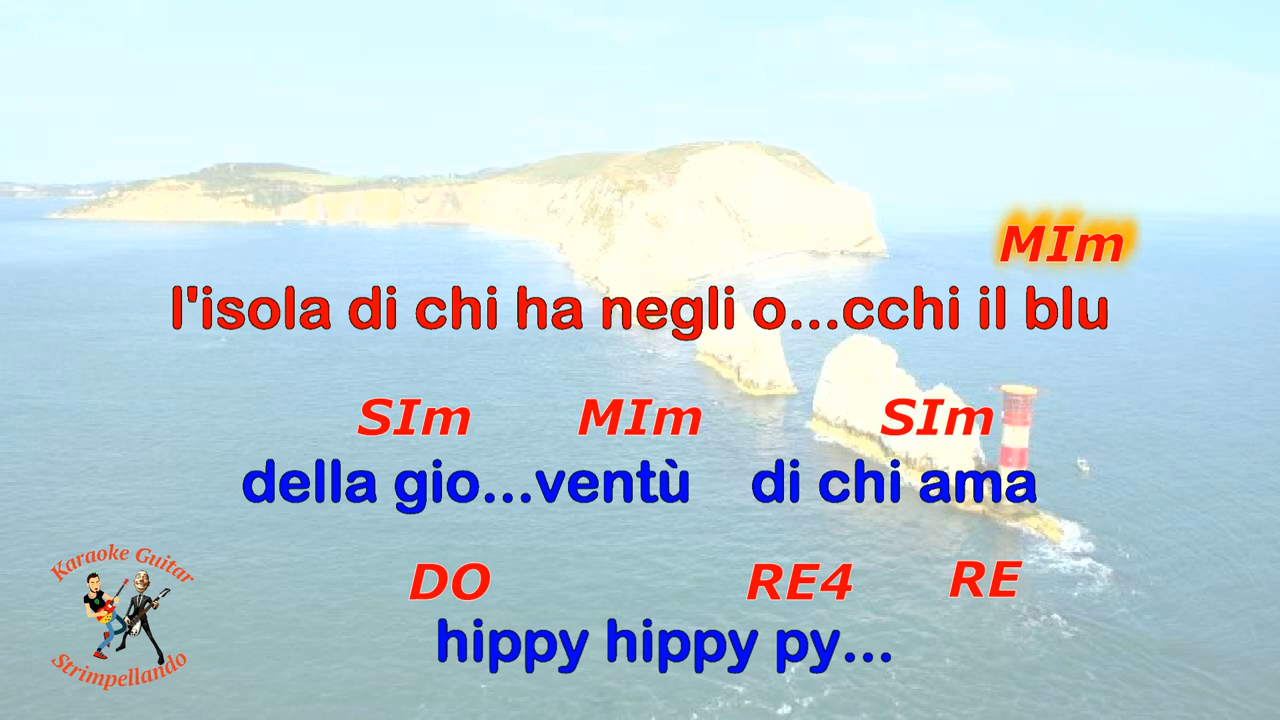 MIm
l'isola di chi ha negli o...cchi il blu
SIm MIm SIm
della gio...ventù di chi ama
DO RE4 RE
hippy hippy py...
Karaoke Guitar
Strimpellando